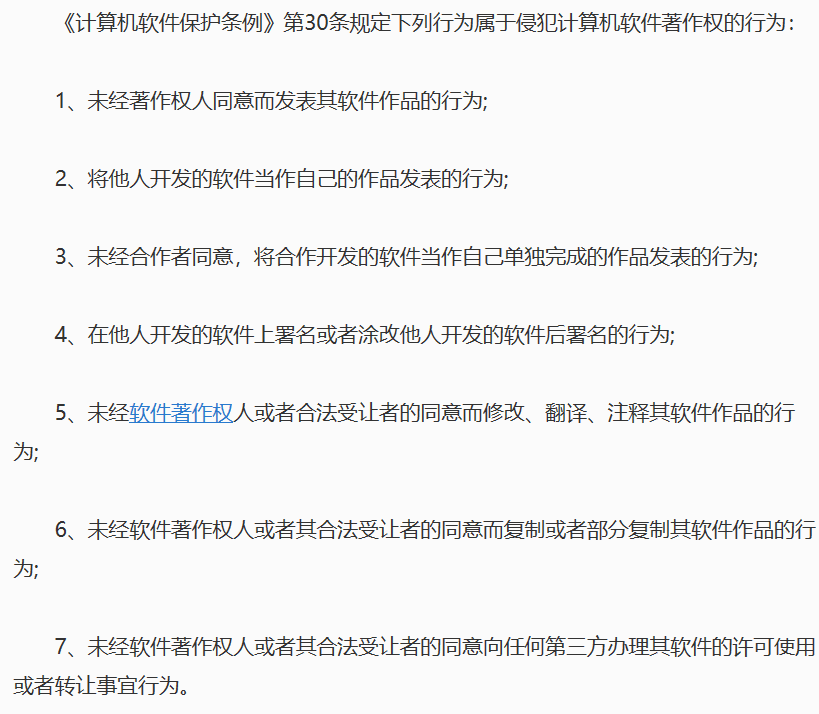 《计算机软件保护条例》第30条规定下列行为属于侵犯计算机软件著作权的行为：
1、未经著作权人同意而发表其软件作品的行为;
2、将他人开发的软件当作自己的作品发表的行为;
3、未经合作者同意，将合作开发的软件当作自己单独完成的作品发表的行为;
4、在他人开发的软件上署名或者涂改他人开发的软件后署名的行为;
5、未经软件著作权人或者合法受让者的同意而修改、翻译、注释其软件作品的行
为;
6、未经软件著作权人或者其合法受让者的同意而复制或者部分复制其软件作品的行
为;
7、未经软件著作权人或者其合法受让者的同意向任何第三方办理其软件的许可使用
或者转让事宜行为。